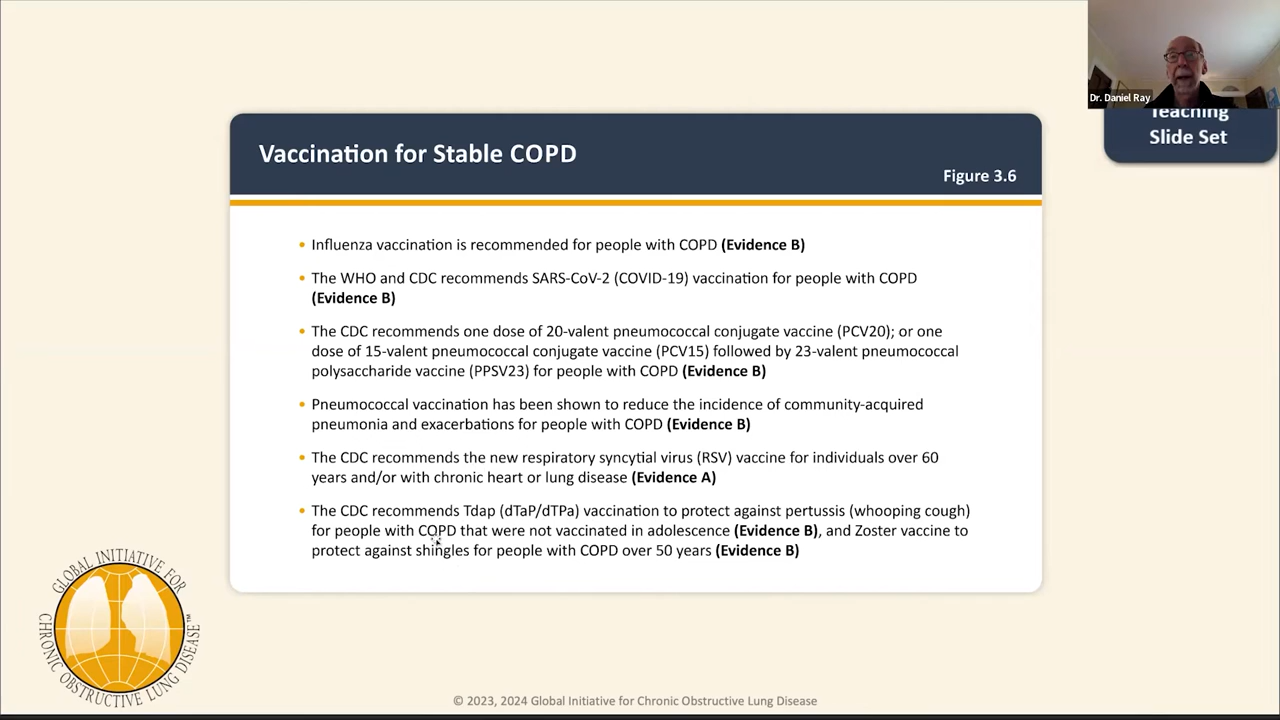 Dr. Daniel Ray
Teaching
Slide Set
Vaccination for Stable COPD
Figure 3.6
• Influenza vaccination is recommended for people with COPD (Evidence B)
• The WHO and CDC recommends SARS-CoV-2 (COVID-19) vaccination for people with COPD
(Evidence B)
• The CDC recommends one dose of 20-valent pneumococcal conjugate vaccine (PCV20); or one
dose of 15-valent pneumococcal conjugate vaccine (PCV15) followed by 23-valent pneumococcal
polysaccharide vaccine (PPSV23) for people with COPD (Evidence B)
• Pneumococcal vaccination has been shown to reduce the incidence of community-acquired
pneumonia and exacerbations for people with COPD (Evidence B)
• The CDC recommends the new respiratory syncytial virus (RSV) vaccine for individuals over 60
years and/or with chronic heart or lung disease (Evidence A)
• The CDC recommends Tdap (dTaP/dTPa) vaccination to protect against pertussis (whooping cough)
for people with COPD that were not vaccinated in adolescence (Evidence B), and Zoster vaccine to
protect against shingles for people with COPD over 50 years (Evidence B)
GLOBAL INITIATIVE FOR
CHRONIC OBSTRUCTIVE LUNG DISEASE™
© 2023, 2024 Global Initiative for Chronic Obstructive Lung Disease